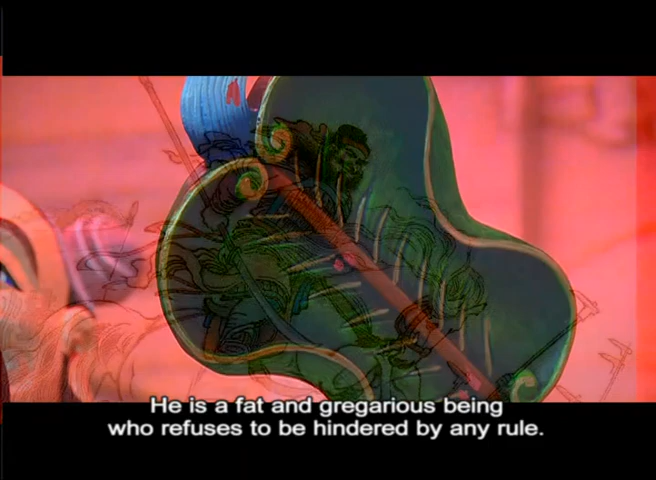 He is a fat and gregarious being
who refuses to be hindered by any rule.